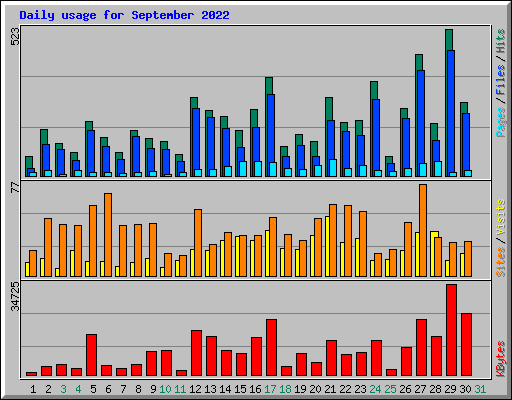 Daily usage for September 2022
523
Pages / Files / Hits
77
Sites / Visits
34725
KBytes
1 2 3 4 5 6 7 8 9 10 11 12 13 14 15 16 17 18 19 20 21 22 23 24 25 26 27 28 29 30 31